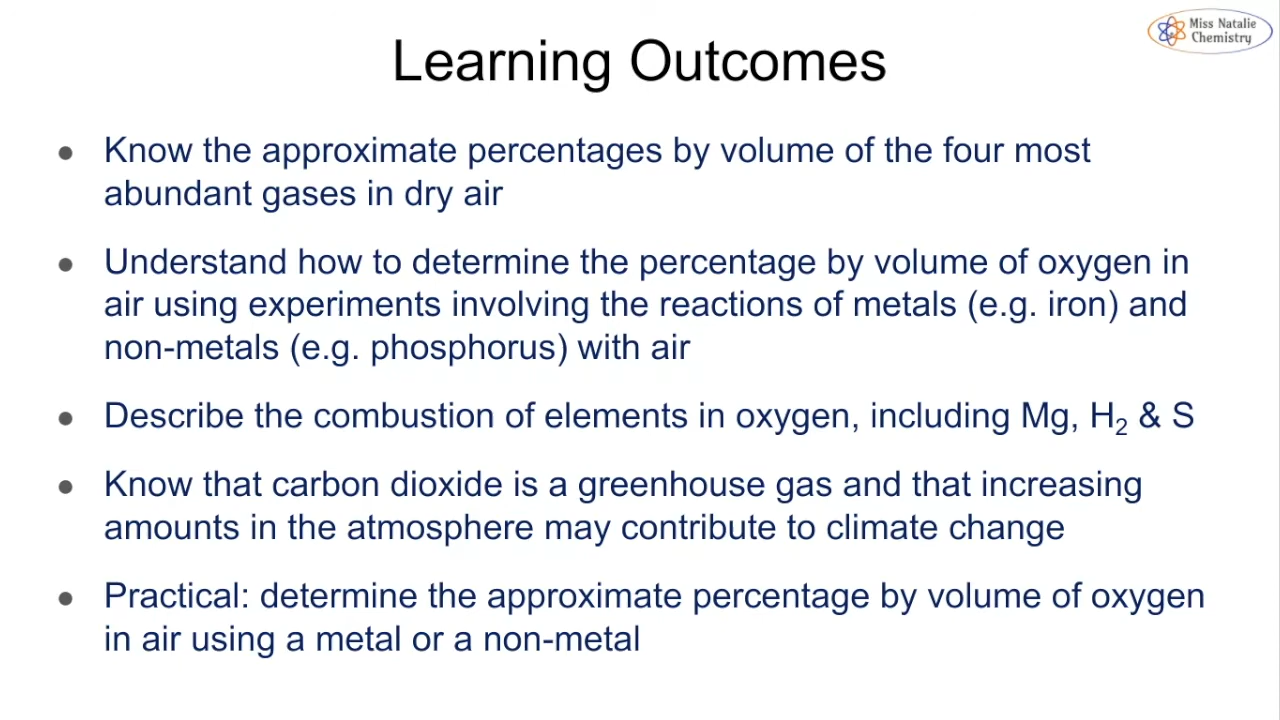 Miss Natalie
Chemistry
Learning Outcomes
● Know the approximate percentages by volume of the four most
abundant gases in dry air
● Understand how to determine the percentage by volume of oxygen in
air using experiments involving the reactions of metals (e.g. iron) and
non-metals (e.g. phosphorus) with air
● Describe the combustion of elements in oxygen, including Mg, H₂ & S
● Know that carbon dioxide is a greenhouse gas and that increasing
amounts in the atmosphere may contribute to climate change
● Practical: determine the approximate percentage by volume of oxygen
in air using a metal or a non-metal